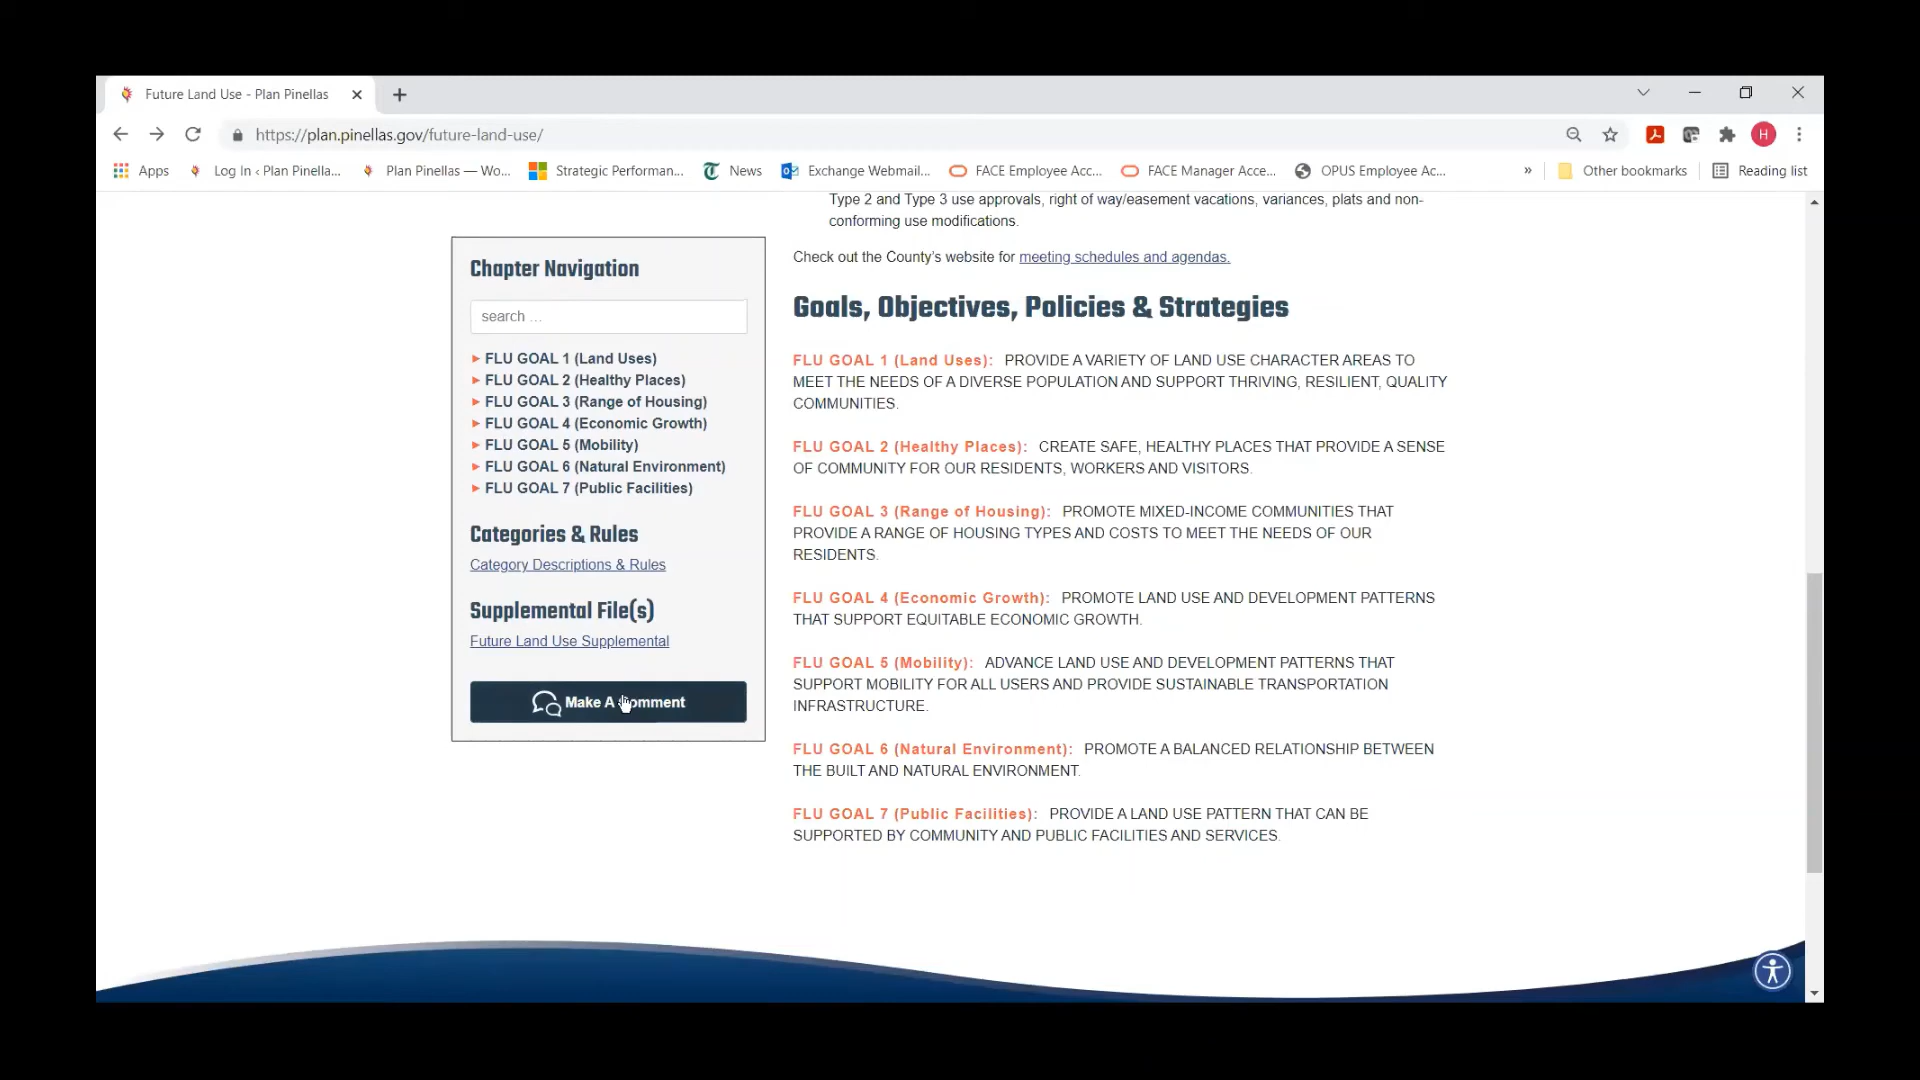 Future Land Use - Plan Pinellas
https://plan.pinellas.gov/future-land-use/
H
Apps
Log In ‹ Plan Pinella...
Plan Pinellas — Wo...
Strategic Performan...
News
Exchange Webmail...
FACE Employee Acc...
FACE Manager Acce...
OPUS Employee Ac...
»
Other bookmarks
Reading list
Type 2 and Type 3 use approvals, right of way/easement vacations, variances, plats and non-
conforming use modifications.
Check out the County's website for meeting schedules and agendas.
Chapter Navigation
search ...
FLU GOAL 1 (Land Uses)
FLU GOAL 2 (Healthy Places)
FLU GOAL 3 (Range of Housing)
FLU GOAL 4 (Economic Growth)
FLU GOAL 5 (Mobility)
FLU GOAL 6 (Natural Environment)
FLU GOAL 7 (Public Facilities)
Categories & Rules
Category Descriptions & Rules
Supplemental File(s)
Future Land Use Supplemental
Make A Comment
Goals, Objectives, Policies & Strategies
FLU GOAL 1 (Land Uses): PROVIDE A VARIETY OF LAND USE CHARACTER AREAS TO
MEET THE NEEDS OF A DIVERSE POPULATION AND SUPPORT THRIVING, RESILIENT, QUALITY
COMMUNITIES.
FLU GOAL 2 (Healthy Places): CREATE SAFE, HEALTHY PLACES THAT PROVIDE A SENSE
OF COMMUNITY FOR OUR RESIDENTS, WORKERS AND VISITORS.
FLU GOAL 3 (Range of Housing): PROMOTE MIXED-INCOME COMMUNITIES THAT
PROVIDE A RANGE OF HOUSING TYPES AND COSTS TO MEET THE NEEDS OF OUR
RESIDENTS.
FLU GOAL 4 (Economic Growth): PROMOTE LAND USE AND DEVELOPMENT PATTERNS
THAT SUPPORT EQUITABLE ECONOMIC GROWTH.
FLU GOAL 5 (Mobility): ADVANCE LAND USE AND DEVELOPMENT PATTERNS THAT
SUPPORT MOBILITY FOR ALL USERS AND PROVIDE SUSTAINABLE TRANSPORTATION
INFRASTRUCTURE.
FLU GOAL 6 (Natural Environment): PROMOTE A BALANCED RELATIONSHIP BETWEEN
THE BUILT AND NATURAL ENVIRONMENT.
FLU GOAL 7 (Public Facilities): PROVIDE A LAND USE PATTERN THAT CAN BE
SUPPORTED BY COMMUNITY AND PUBLIC FACILITIES AND SERVICES.